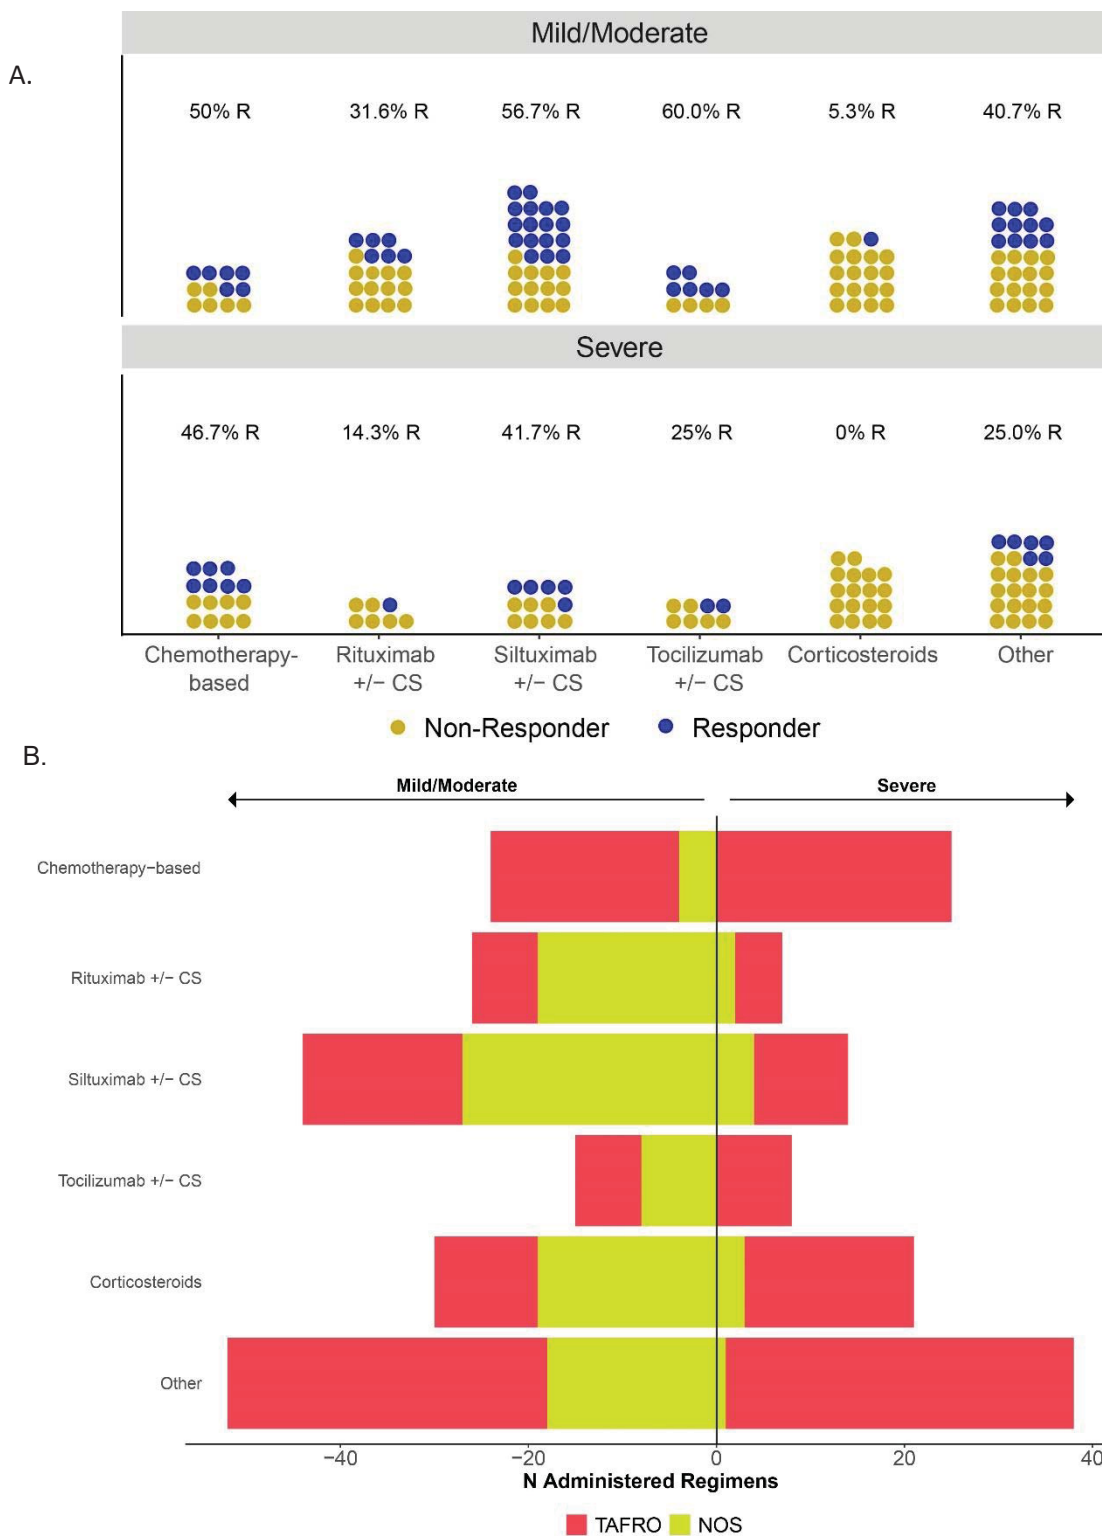 A.
Mild/Moderate
50% R 31.6% R 56.7% R 60.0% R 5.3% R 40.7% R
Severe
46.7% R 14.3% R 41.7% R 25% R 0% R 25.0% R
Chemotherapy- Rituximab Siltuximab Tocilizumab Corticosteroids Other
based +/− CS +/− CS +/− CS
Non-Responder Responder
B.
Mild/Moderate Severe
Chemotherapy−based
Rituximab +/− CS
Siltuximab +/− CS
Tocilizumab +/− CS
Corticosteroids
Other
−40 −20 0 20 40
N Administered Regimens
TAFRO NOS